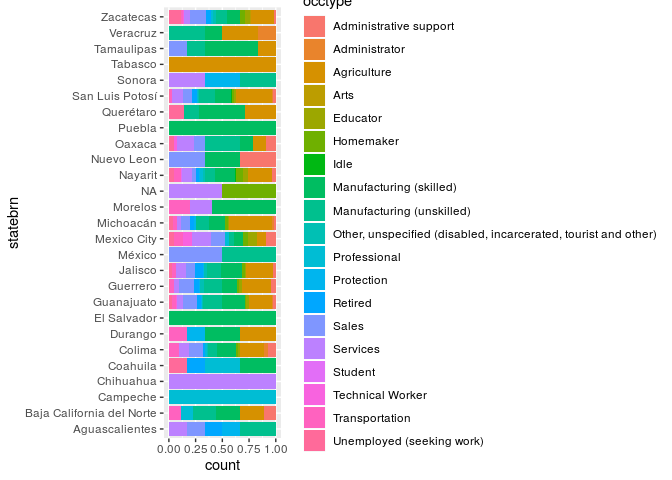 occtype
Zacatecas
Veracruz
Tamaulipas
Tabasco
Sonora
San Luis Potosí
Querétaro
Puebla
Oaxaca
Nuevo Leon
Nayarit
NA
Morelos
Michoacán
Mexico City
México
Jalisco
Guerrero
Guanajuato
El Salvador
Durango
Colima
Coahuila
Chihuahua
Campeche
Baja California del Norte
Aguascalientes
statebrn
0.00 0.25 0.50 0.75 1.00
count
Administrative support
Administrator
Agriculture
Arts
Educator
Homemaker
Idle
Manufacturing (skilled)
Manufacturing (unskilled)
Other, unspecified (disabled, incarcerated, tourist and other)
Professional
Protection
Retired
Sales
Services
Student
Technical Worker
Transportation
Unemployed (seeking work)